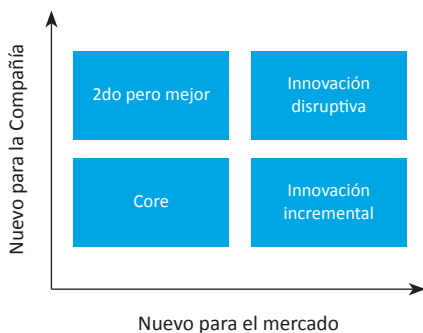 Nuevo para la Compañía
2do pero mejor
Innovación
disruptiva
Core
Innovación
incremental
Nuevo para el mercado